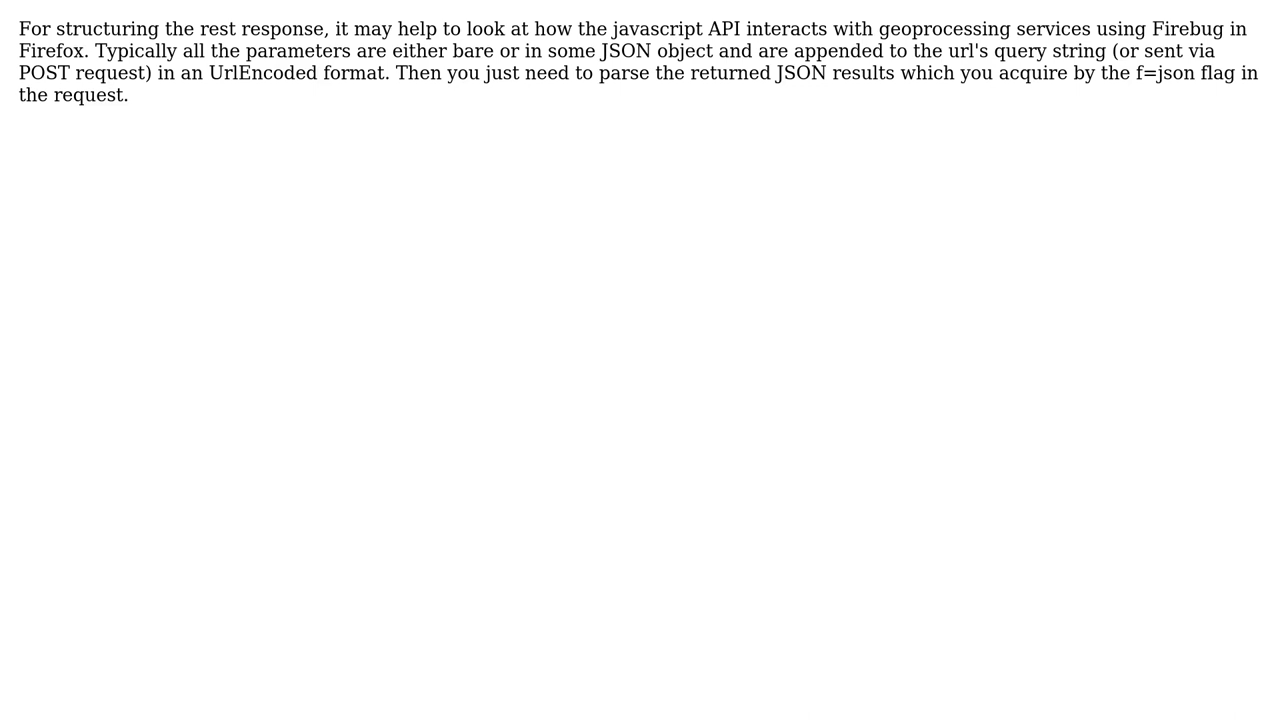 For structuring the rest response, it may help to look at how the javascript API interacts with geoprocessing services using Firebug in
Firefox. Typically all the parameters are either bare or in some JSON object and are appended to the url's query string (or sent via
POST request) in an UrlEncoded format. Then you just need to parse the returned JSON results which you acquire by the f=json flag in
the request.